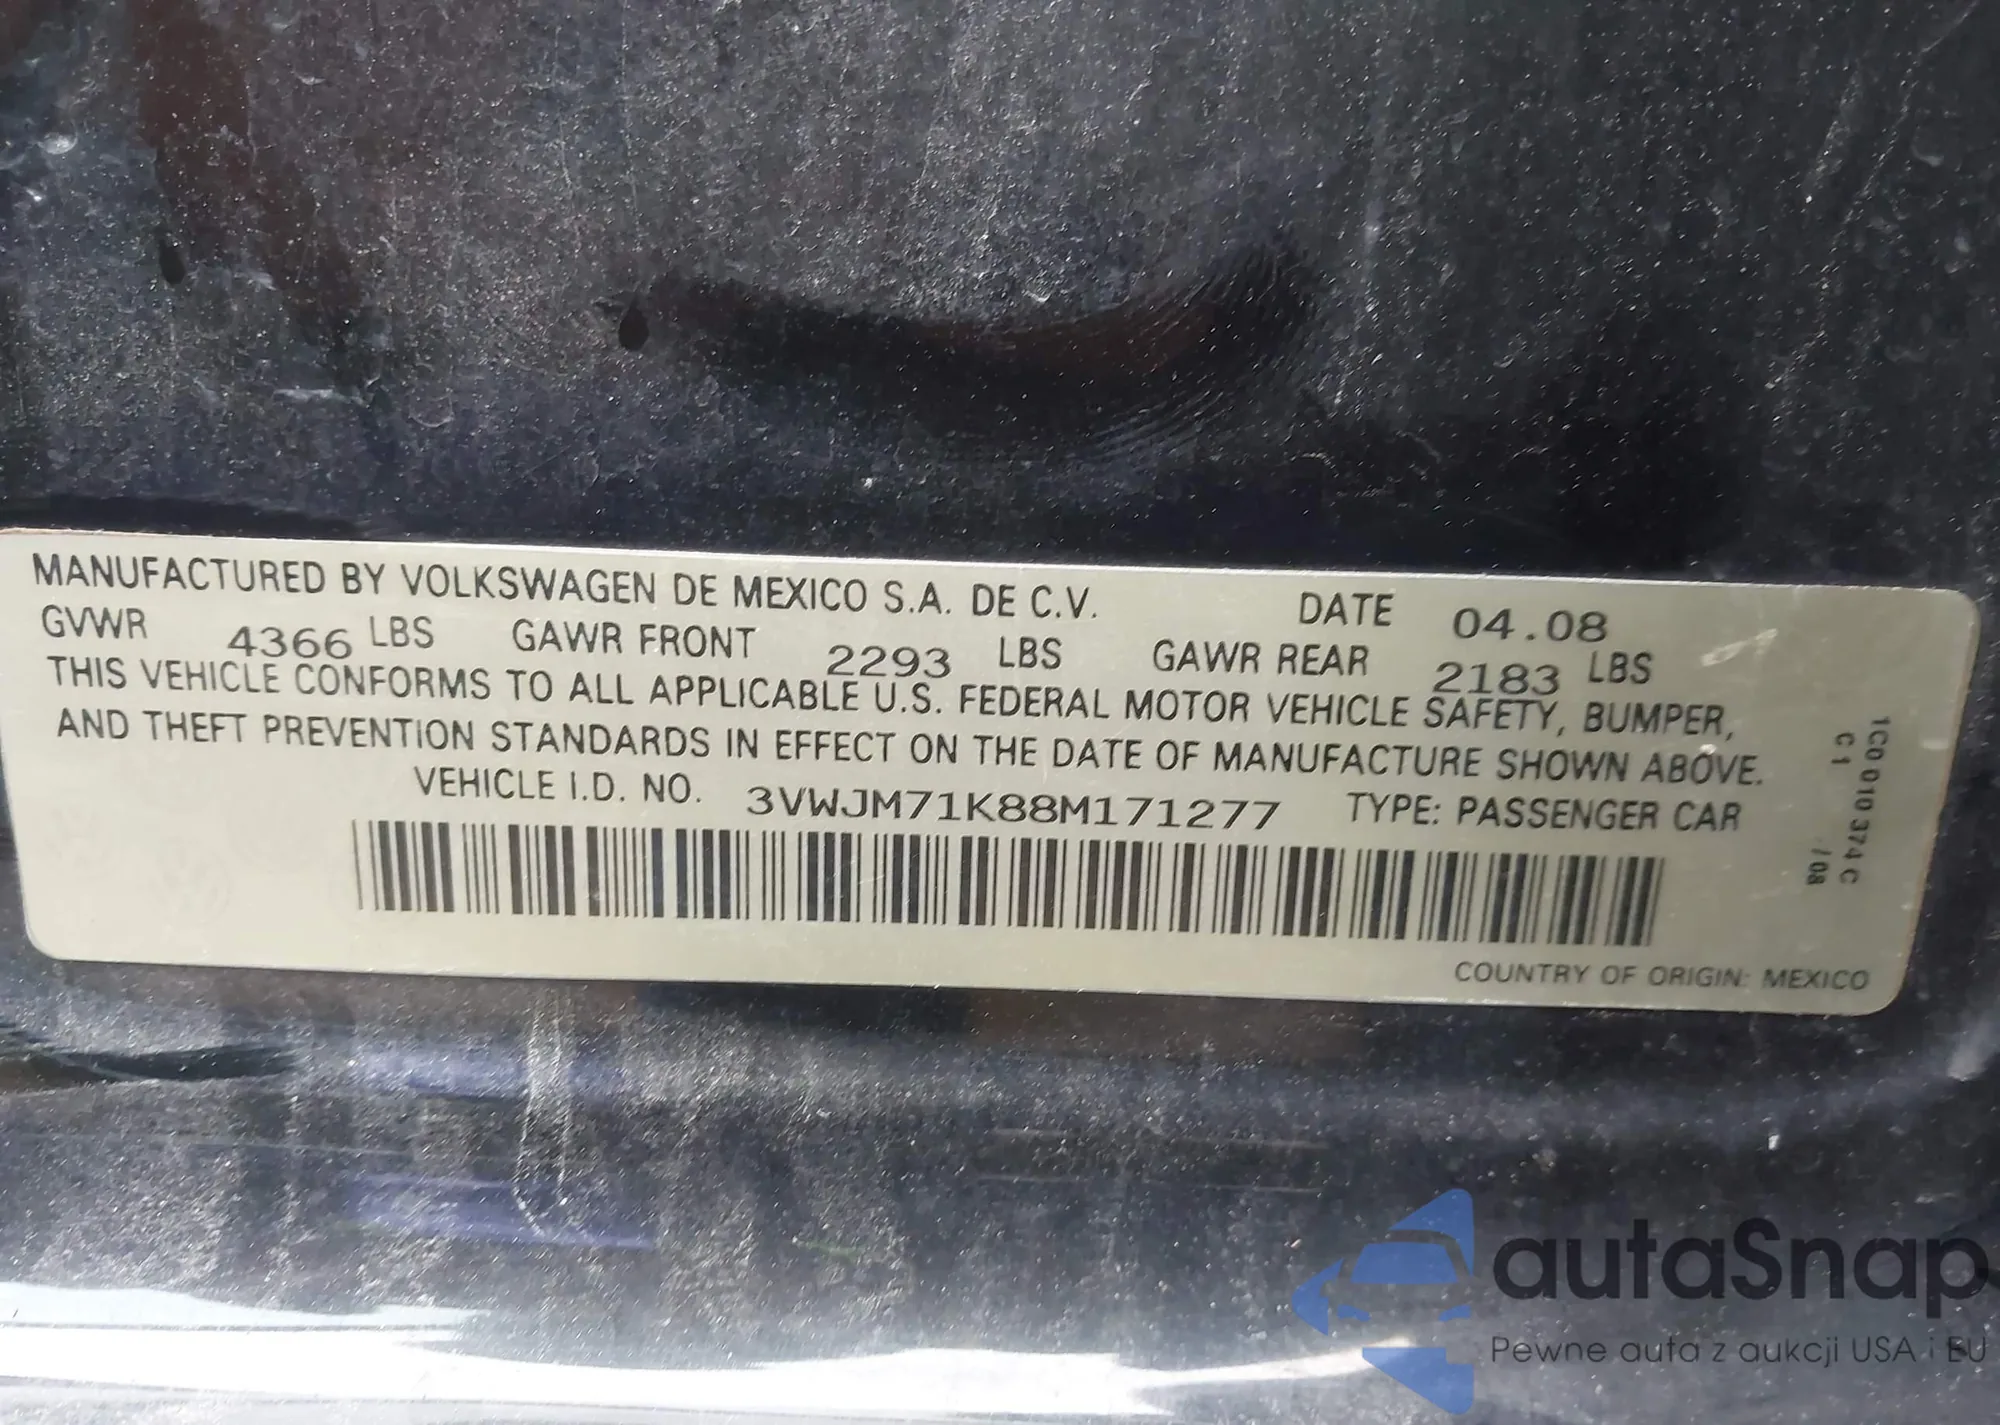 MANUFACTURED BY VOLKSWAGEN DE MEXICO S.A. DE C.V. DATE 04.08
GVWR 4366 LBS GAWR FRONT 2293 LBS GAWR REAR 2183 LBS
THIS VEHICLE CONFORMS TO ALL APPLICABLE U.S. FEDERAL MOTOR VEHICLE SAFETY, BUMPER,
AND THEFT PREVENTION STANDARDS IN EFFECT ON THE DATE OF MANUFACTURE SHOWN ABOVE.
VEHICLE I.D. NO. 3VWJM71K88M171277 TYPE: PASSENGER CAR
1C0 010 374 C
C 1 / 08
COUNTRY OF ORIGIN: MEXICO
autaSnap
Pewne auta z aukcji USA i EU